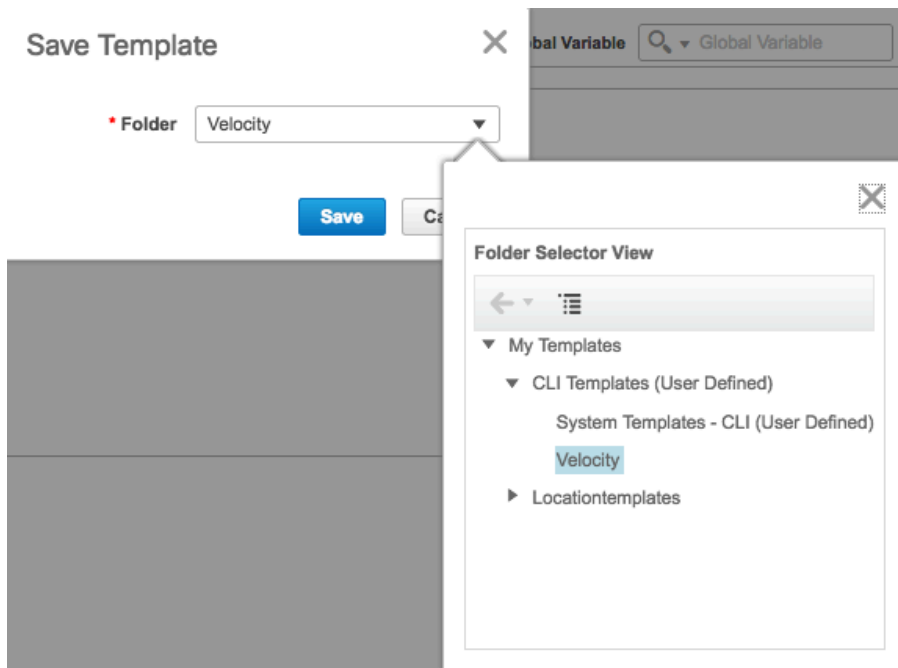 Save Template
bal Variable
Global Variable
* Folder
Velocity
Save
Ca
Folder Selector View
My Templates
CLI Templates (User Defined)
System Templates - CLI (User Defined)
Velocity
Locationtemplates